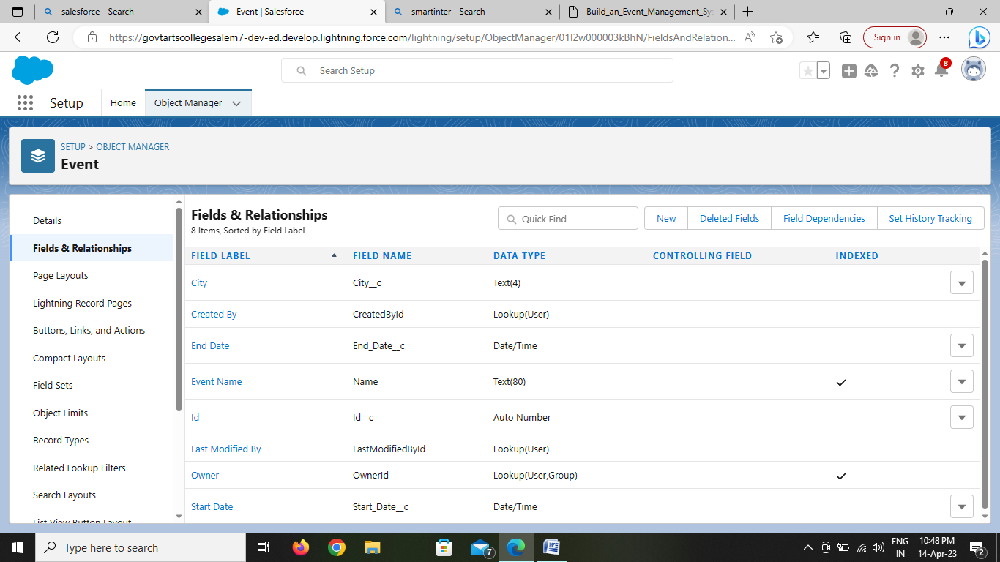 salesforce - Search
Event | Salesforce
smartinter - Search
Build_an_Event_Management_Sys
https://govtartscollegesalem7-dev-ed.develop.lightning.force.com/lightning/setup/ObjectManager/01I2w000003kBhN/FieldsAndRelation...
Sign in
Search Setup
8
Setup
Home
Object Manager
SETUP > OBJECT MANAGER
Event
Details
Fields & Relationships
Page Layouts
Lightning Record Pages
Buttons, Links, and Actions
Compact Layouts
Field Sets
Object Limits
Record Types
Related Lookup Filters
Search Layouts
List View Button Layout
Fields & Relationships
8 Items, Sorted by Field Label
Quick Find
New
Deleted Fields
Field Dependencies
Set History Tracking
FIELD LABEL FIELD NAME DATA TYPE CONTROLLING FIELD INDEXED
City City__c Text(4)
Created By CreatedById Lookup(User)
End Date End_Date__c Date/Time
Event Name Name Text(80)
Id Id__c Auto Number
Last Modified By LastModifiedById Lookup(User)
Owner OwnerId Lookup(User,Group)
Start Date Start_Date__c Date/Time
Type here to search
7
ENG
IN
10:48 PM
14-Apr-23
2